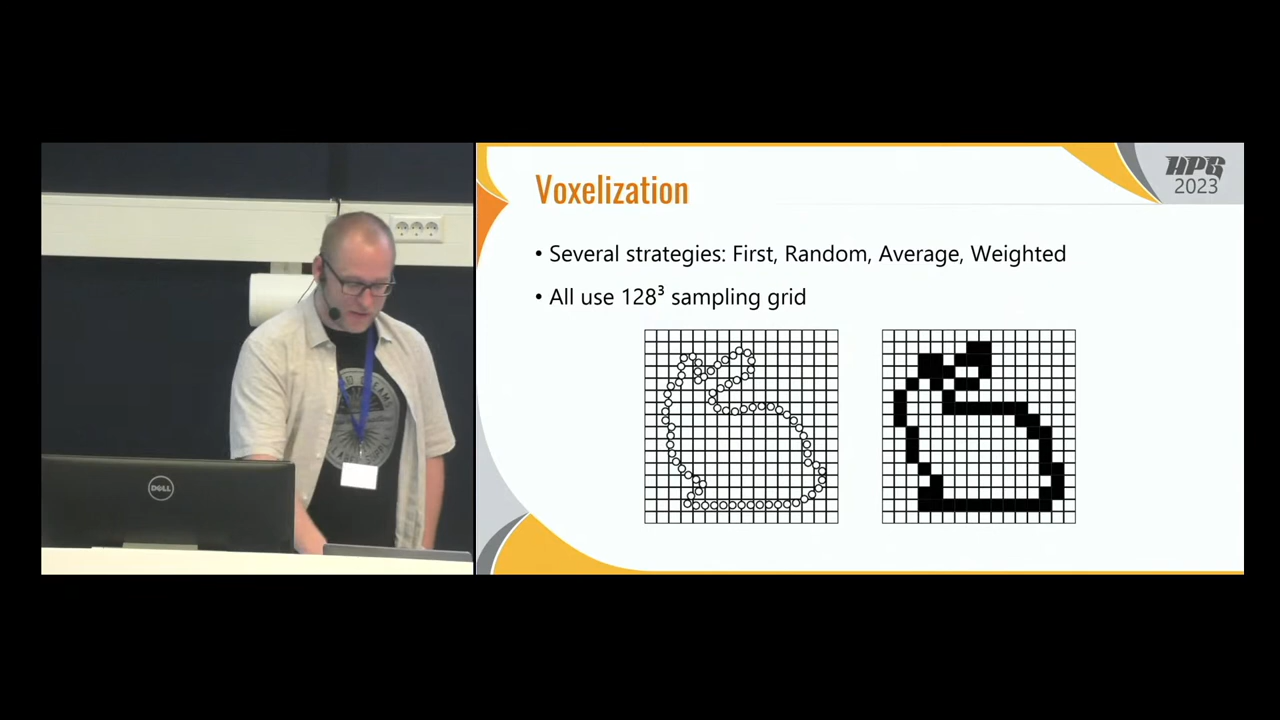 Voxelization
HPG
2023
• Several strategies: First, Random, Average, Weighted
• All use 128³ sampling grid
DELL